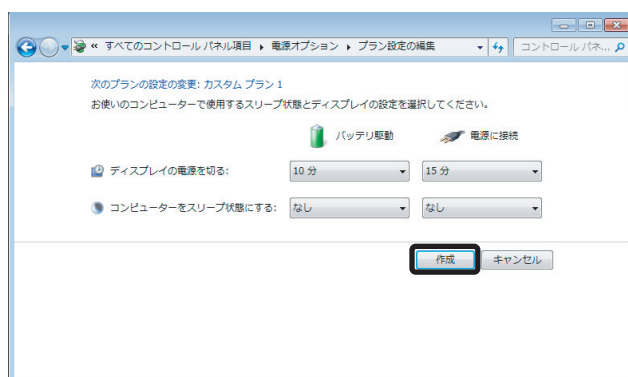 « すべてのコントロール パネル項目 ▸ 電源オプション ▸ プラン設定の編集
コントロール パネ...
次のプランの設定の変更: カスタム プラン 1
お使いのコンピューターで使用するスリープ状態とディスプレイの設定を選択してください。
バッテリ駆動 電源に接続
ディスプレイの電源を切る: 10 分 15 分
コンピューターをスリープ状態にする: なし なし
作成 キャンセル